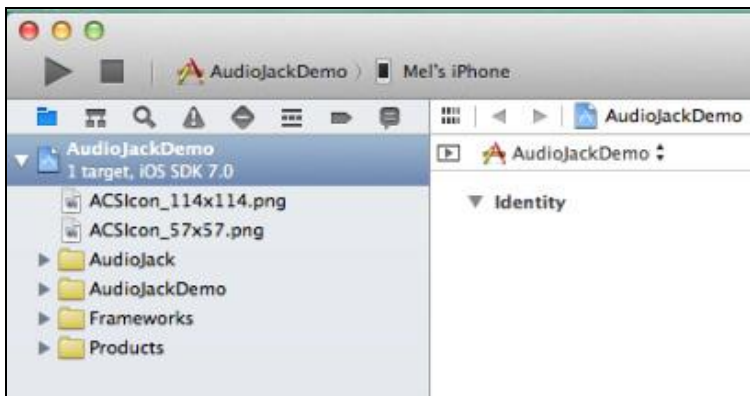 AudioJackDemo
Mel's iPhone
AudioJackDemo
AudioJackDemo
1 target, iOS SDK 7.0
AudioJackDemo
ACSIcon_114x114.png
Identity
ACSIcon_57x57.png
AudioJack
AudioJackDemo
Frameworks
Products